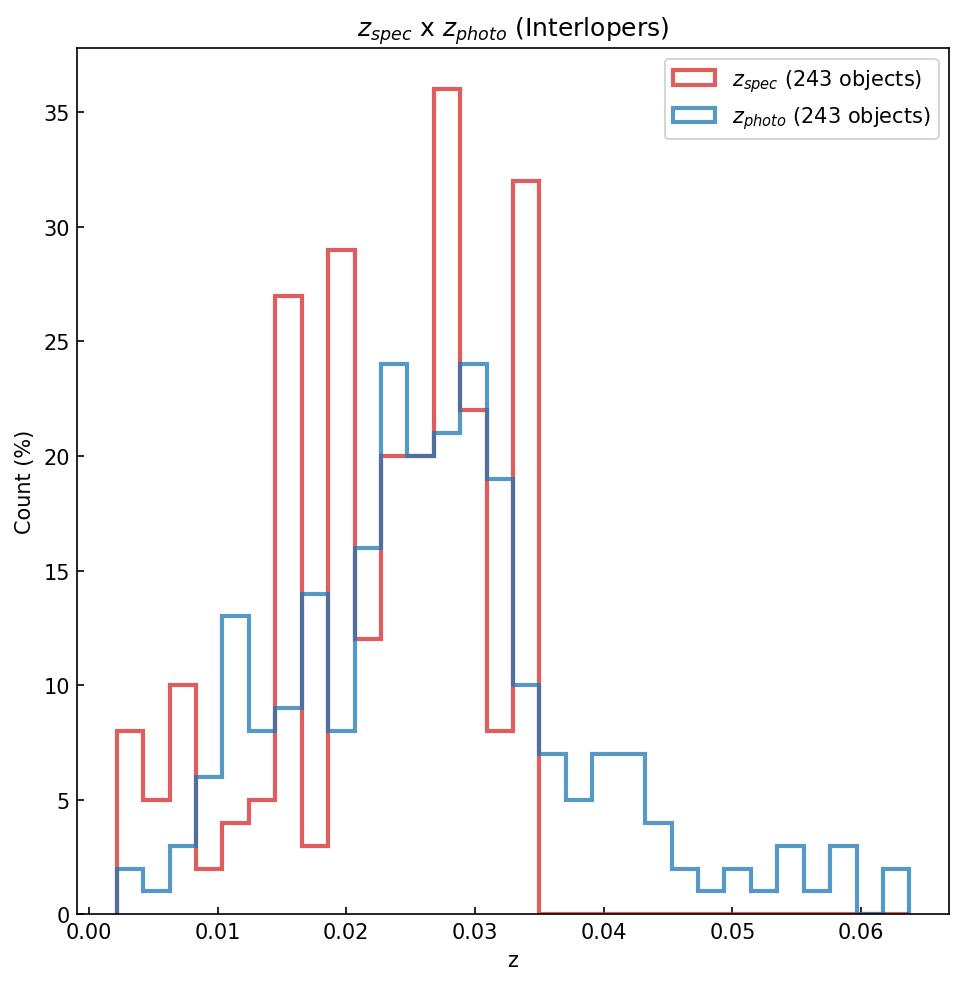 z_spec x z_photo (Interlopers)
z_spec (243 objects)
z_photo (243 objects)
Count (%)
35
30
25
20
15
10
5
0
0.00 0.01 0.02 0.03 0.04 0.05 0.06
z